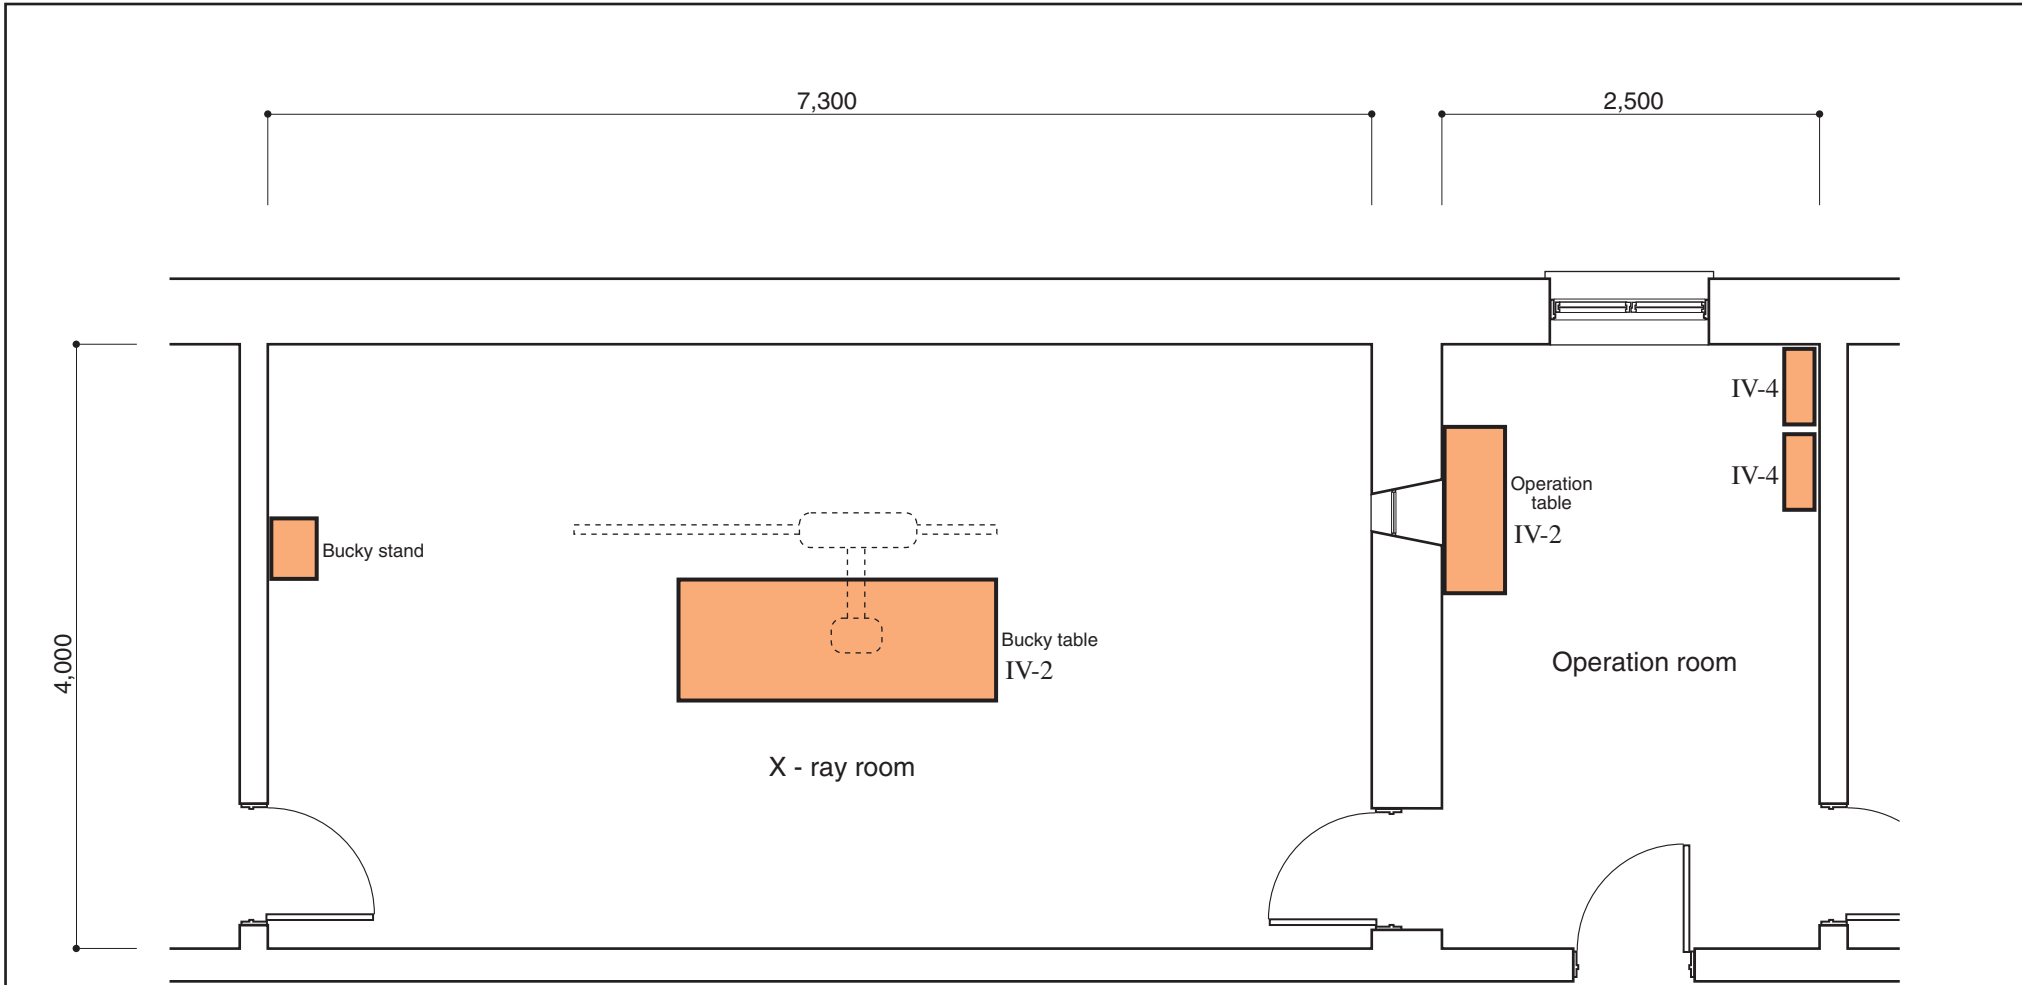 7,300
2,500
IV-4
IV-4
Operation
table
IV-2
Bucky stand
4,000
Bucky table
IV-2
Operation room
X - ray room